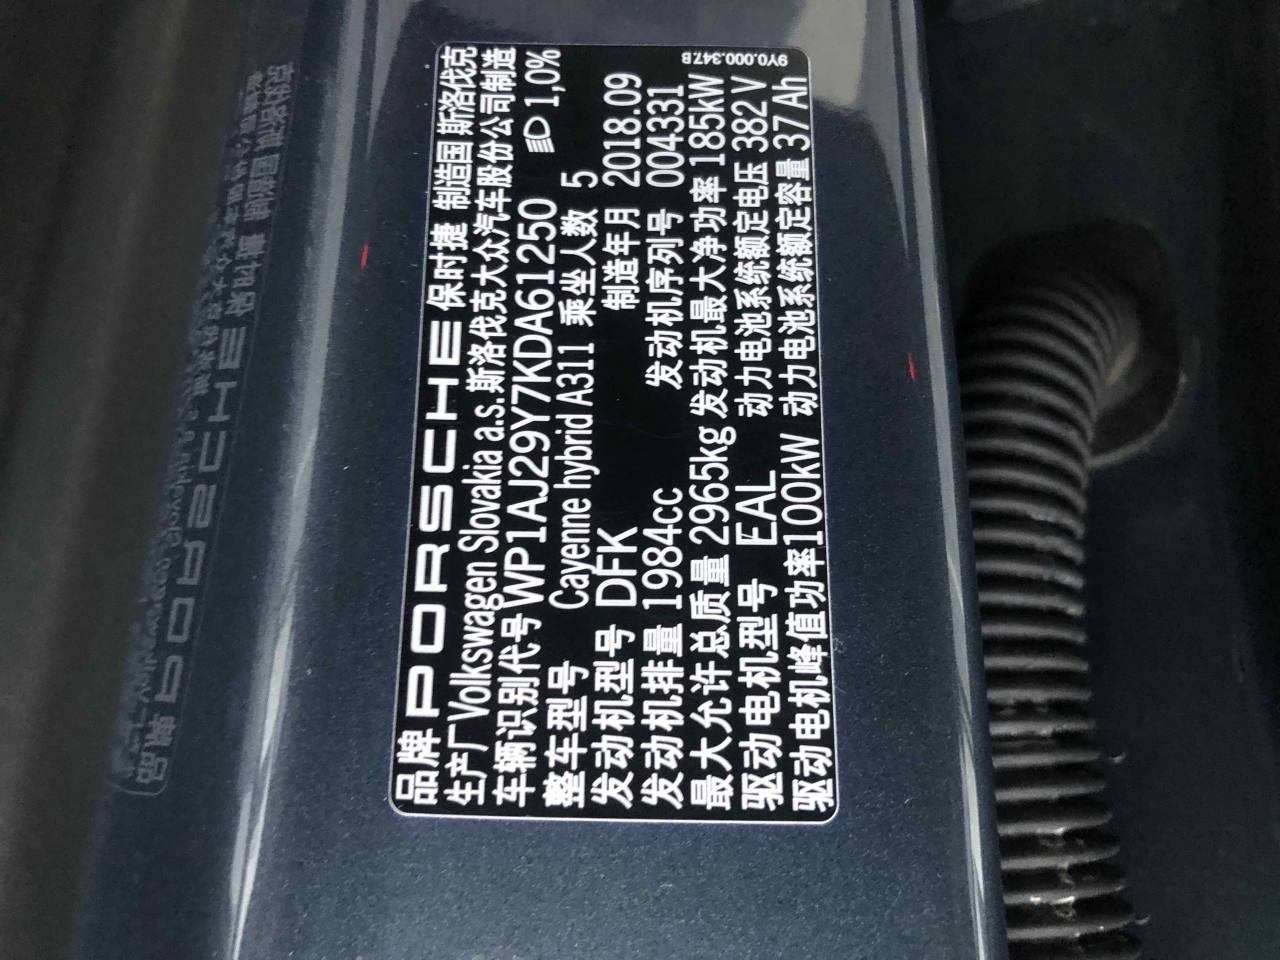 品牌 PORSCHE 保时捷 制造国 斯洛伐克
生产厂 Volkswagen Slovakia a.s. 斯洛伐克大众汽车股份公司制造
车辆识别代号 WP1AJ29Y7KDA61250 1,0%
整车型号 Cayenne hybrid A311 乘坐人数 5
发动机型号 DFK 制造年月 2018.09
发动机排量 1984cc 发动机序列号 004331
最大允许总质量 2965kg 发动机最大净功率 185kW
驱动电机型号 EAL 动力电池系统额定电压 382 V
驱动电机峰值功率100kW 动力电池系统额定容量 37 Ah
9Y0.000.347.B